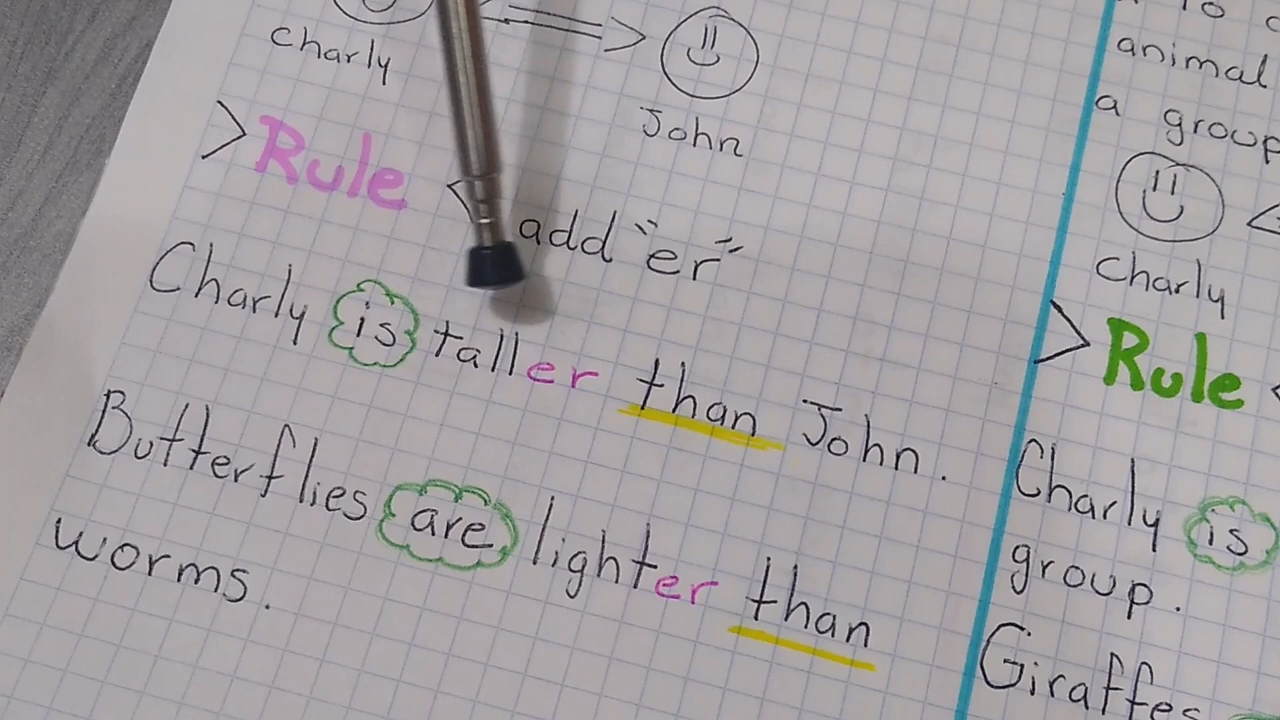 charly
John
>Rule < add "er"
Charly is taller than John.
Butterflies are lighter than
worms.
animal
a group
charly
>Rule <
Charly is
group.
Giraffes